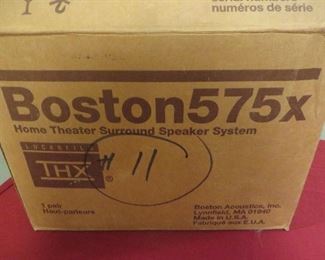 numéros de série
Boston575x
Home Theater Surround Speaker System
LUCASFILM
THX®
# 11
1 pair
Haut-parleurs
Boston Acoustics, Inc.
Lynnfield, MA 01940
Made in U.S.A.
Fabriqué aux E.U.A.